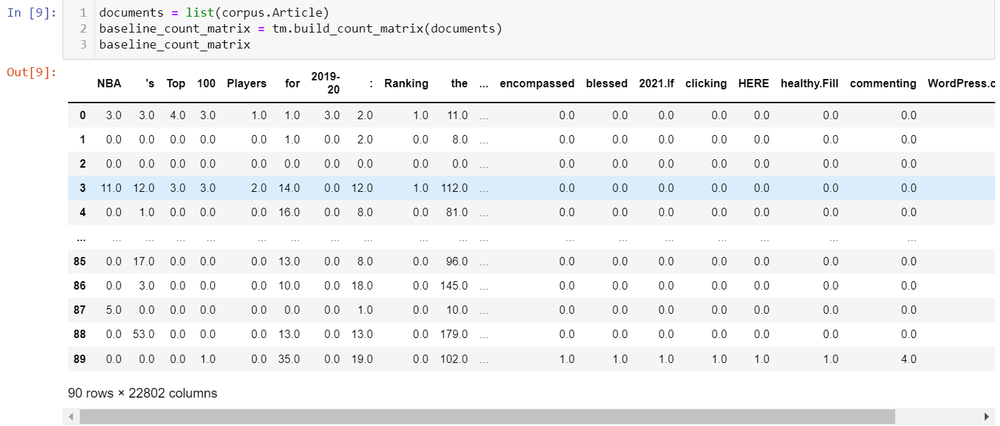 In [9]:
1 documents = list(corpus.Article)
2 baseline_count_matrix = tm.build_count_matrix(documents)
3 baseline_count_matrix
Out[9]:
NBA 's Top 100 Players for 2019-20 : Ranking the ... encompassed blessed 2021.If clicking HERE healthy.Fill commenting WordPress.c
0 3.0 3.0 4.0 3.0 1.0 1.0 3.0 2.0 1.0 11.0 ... 0.0 0.0 0.0 0.0 0.0 0.0 0.0
1 0.0 0.0 0.0 0.0 0.0 1.0 0.0 2.0 0.0 8.0 ... 0.0 0.0 0.0 0.0 0.0 0.0 0.0
2 0.0 0.0 0.0 0.0 0.0 0.0 0.0 0.0 0.0 0.0 ... 0.0 0.0 0.0 0.0 0.0 0.0 0.0
3 11.0 12.0 3.0 3.0 2.0 14.0 0.0 12.0 1.0 112.0 ... 0.0 0.0 0.0 0.0 0.0 0.0 0.0
4 0.0 1.0 0.0 0.0 0.0 16.0 0.0 8.0 0.0 81.0 ... 0.0 0.0 0.0 0.0 0.0 0.0 0.0
... ... ... ... ... ... ... ... ... ... ... ... ... ... ... ... ... ... ...
85 0.0 17.0 0.0 0.0 0.0 13.0 0.0 8.0 0.0 96.0 ... 0.0 0.0 0.0 0.0 0.0 0.0 0.0
86 0.0 3.0 0.0 0.0 0.0 10.0 0.0 18.0 0.0 145.0 ... 0.0 0.0 0.0 0.0 0.0 0.0 0.0
87 5.0 0.0 0.0 0.0 0.0 0.0 0.0 1.0 0.0 10.0 ... 0.0 0.0 0.0 0.0 0.0 0.0 0.0
88 0.0 53.0 0.0 0.0 0.0 13.0 0.0 13.0 0.0 179.0 ... 0.0 0.0 0.0 0.0 0.0 0.0 0.0
89 0.0 0.0 0.0 1.0 0.0 35.0 0.0 19.0 0.0 102.0 ... 1.0 1.0 1.0 1.0 1.0 1.0 4.0
90 rows × 22802 columns